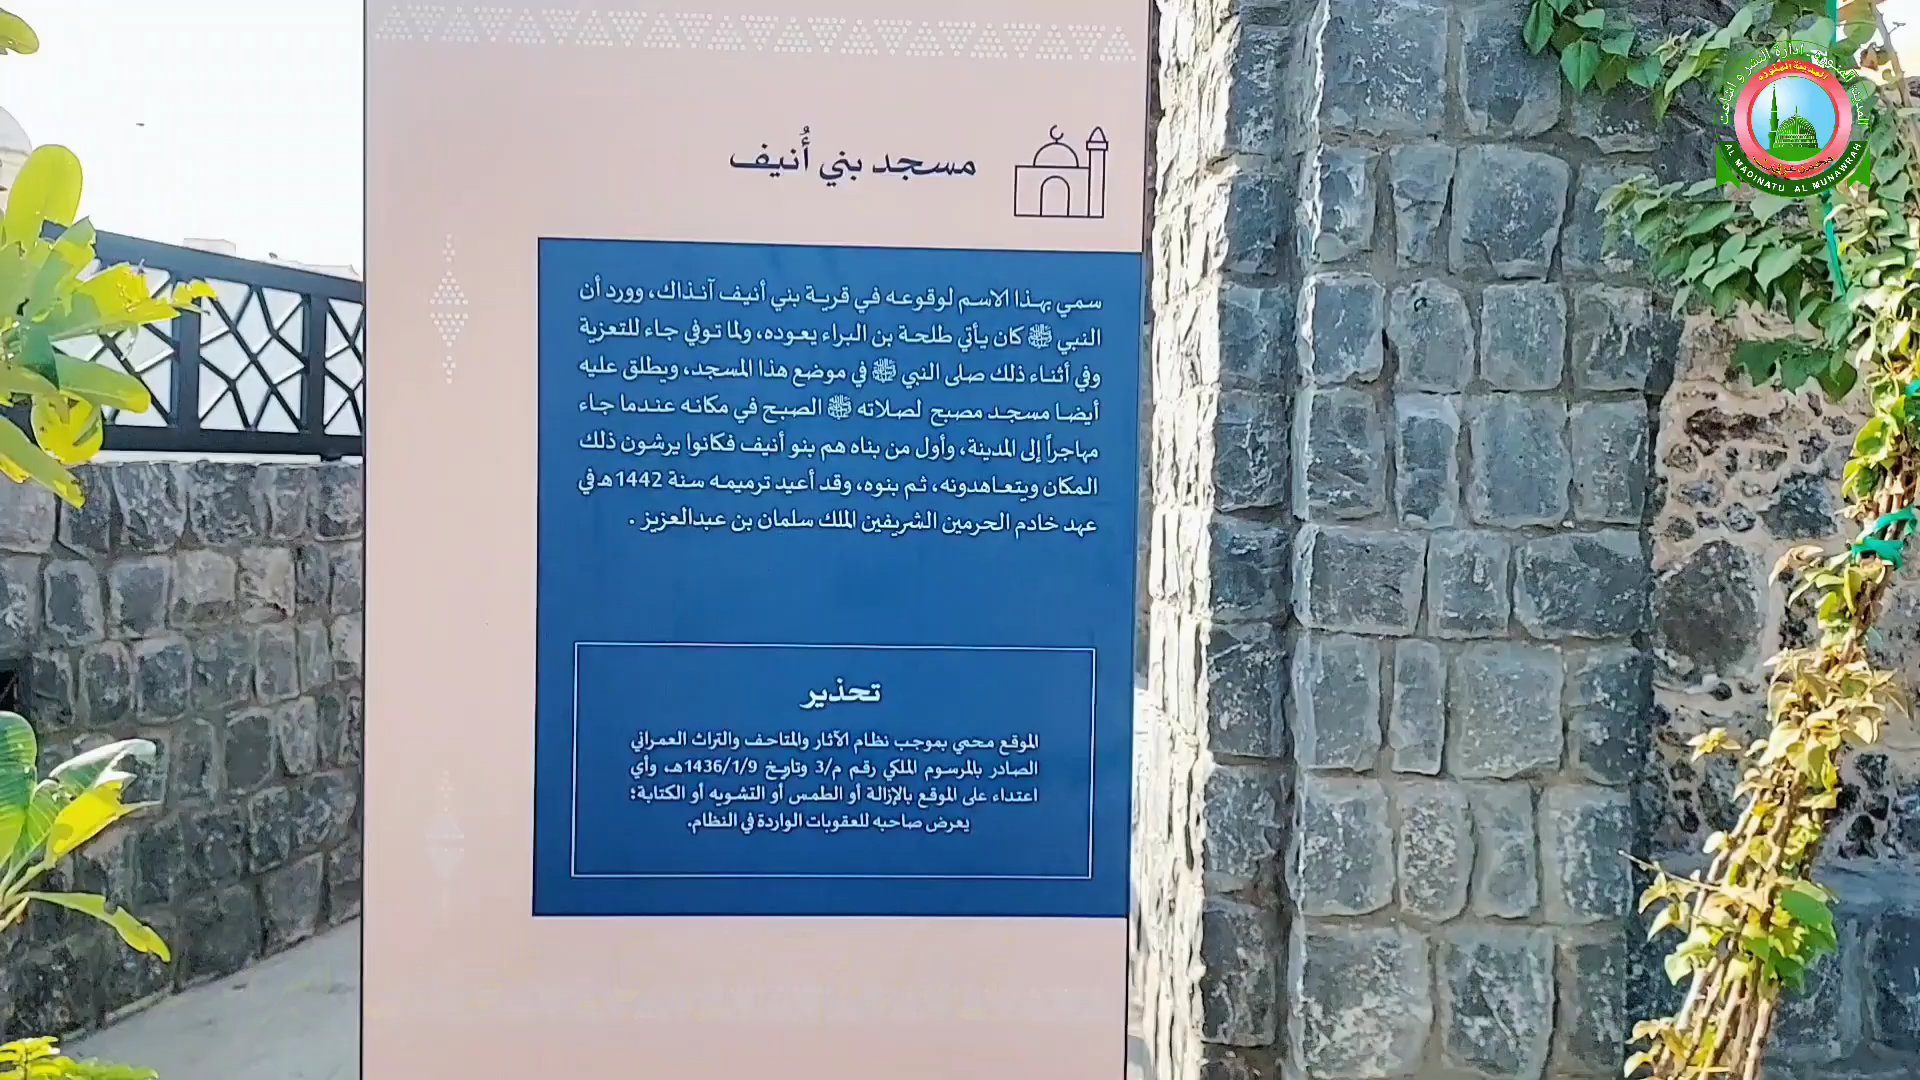 مسجد بني أُنيف
سمي بهذا الاسم لوقوعه في قرية بني أنيف آنذاك، وورد أن
النبي ﷺ كان يأتي طلحة بن البراء يعوده، ولما توفي جاء للتعزية
وفي أثناء ذلك صلى النبي ﷺ في موضع هذا المسجد، ويطلق عليه
أيضا مسجد مصبح لصلاته ﷺ الصبح في مكانه عندما جاء
مهاجراً إلى المدينة، وأول من بناه هم بنو أنيف فكانوا يرشون ذلك
المكان ويتعاهدونه، ثم بنوه، وقد أعيد ترميمه سنة 1442هـ في
عهد خادم الحرمين الشريفين الملك سلمان بن عبدالعزيز .
تحذير
الموقع محمي بموجب نظام الآثار والمتاحف والتراث العمراني
الصادر بالمرسوم الملكي رقم م/3 وتاريخ 1436/1/9هـ، وأي
اعتداء على الموقع بالإزالة أو الطمس أو التشويه أو الكتابة؛
يعرض صاحبه للعقوبات الواردة في النظام.
المدينة المنورة
AL MADINATU AL MUNAWRAH